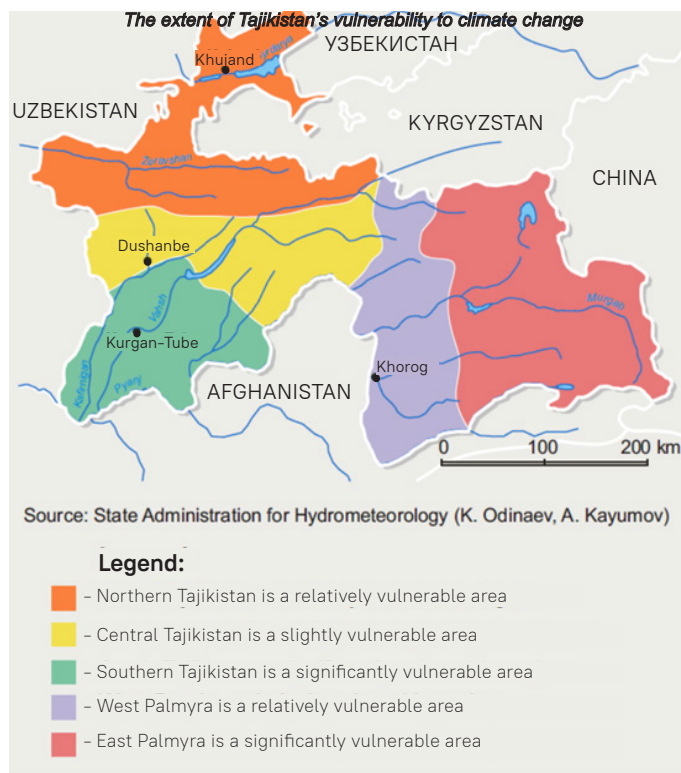 The extent of Tajikistan's vulnerability to climate change
УЗБЕКИСТАН
Khujand
UZBEKISTAN
KYRGYZSTAN
Zeravshan
CHINA
Dushanbe
Vahsh
Murgab
Kurgan-Tube
Khorog
Kafirnigan
Pyanj
AFGHANISTAN
0 100 200 km
Source: State Administration for Hydrometeorology (K. Odinaev, A. Kayumov)
Legend:
- Northern Tajikistan is a relatively vulnerable area
- Central Tajikistan is a slightly vulnerable area
- Southern Tajikistan is a significantly vulnerable area
- West Palmyra is a relatively vulnerable area
- East Palmyra is a significantly vulnerable area